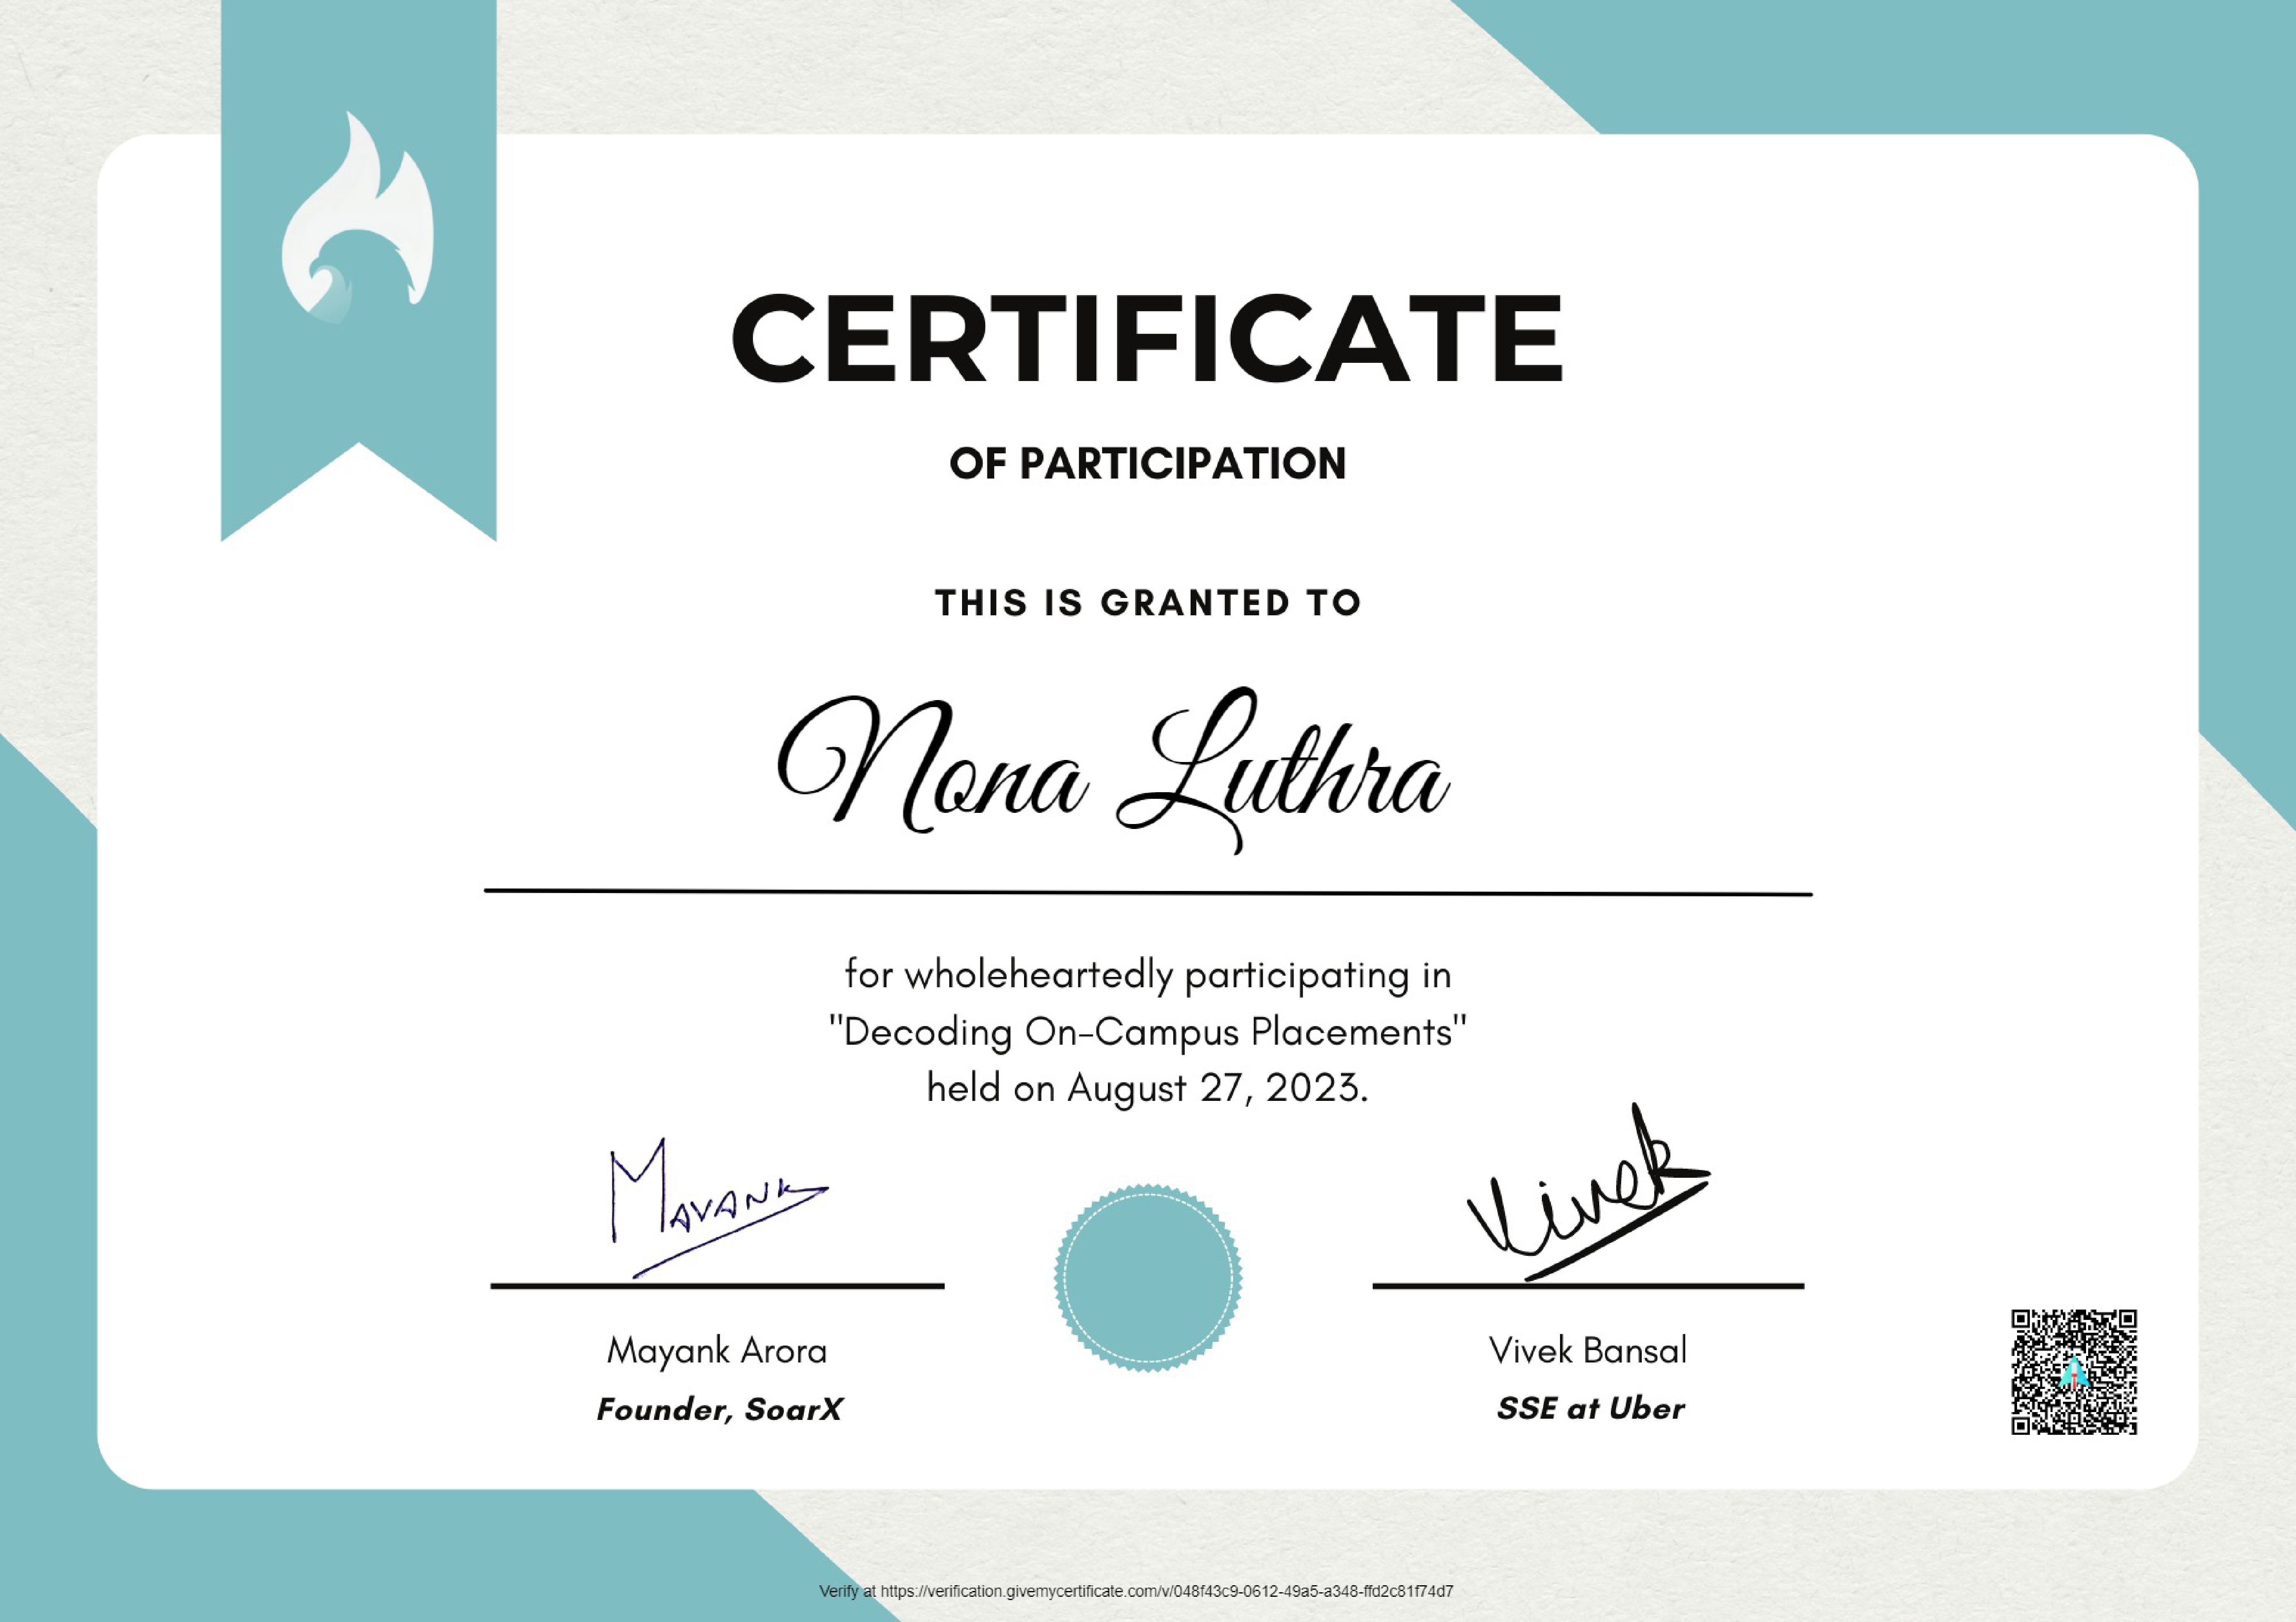 CERTIFICATE
OF PARTICIPATION
THIS IS GRANTED TO
Nona Luthra
for wholeheartedly participating in
"Decoding On-Campus Placements"
held on August 27, 2023.
MAYANK
Vivek
Mayank Arora
Vivek Bansal
Founder, SoarX
SSE at Uber
Verify at https://verification.givemycertificate.com/v/048f43c9-0612-49a5-a348-ffd2c81f74d7